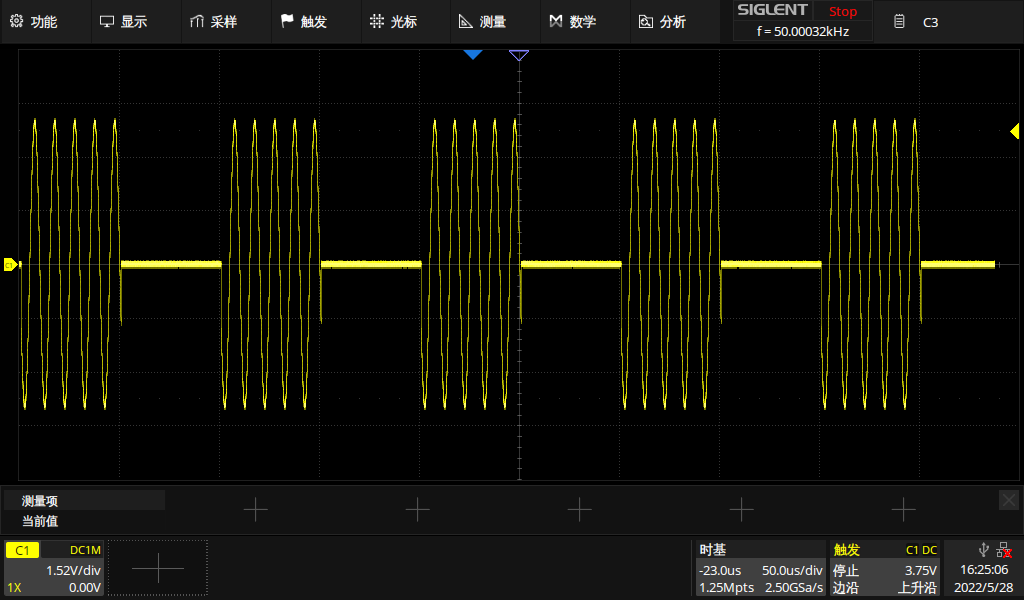 功能 显示 采样 触发 光标 测量 数学 分析 SIGLENT Stop C3
f = 50.00032kHz
C1
测量项
当前值
C1 DC1M
1.52V/div
1X 0.00V
时基
-23.0us 50.0us/div
1.25Mpts 2.50GSa/s
触发 C1 DC
停止 3.75V
边沿 上升沿
16:25:06
2022/5/28